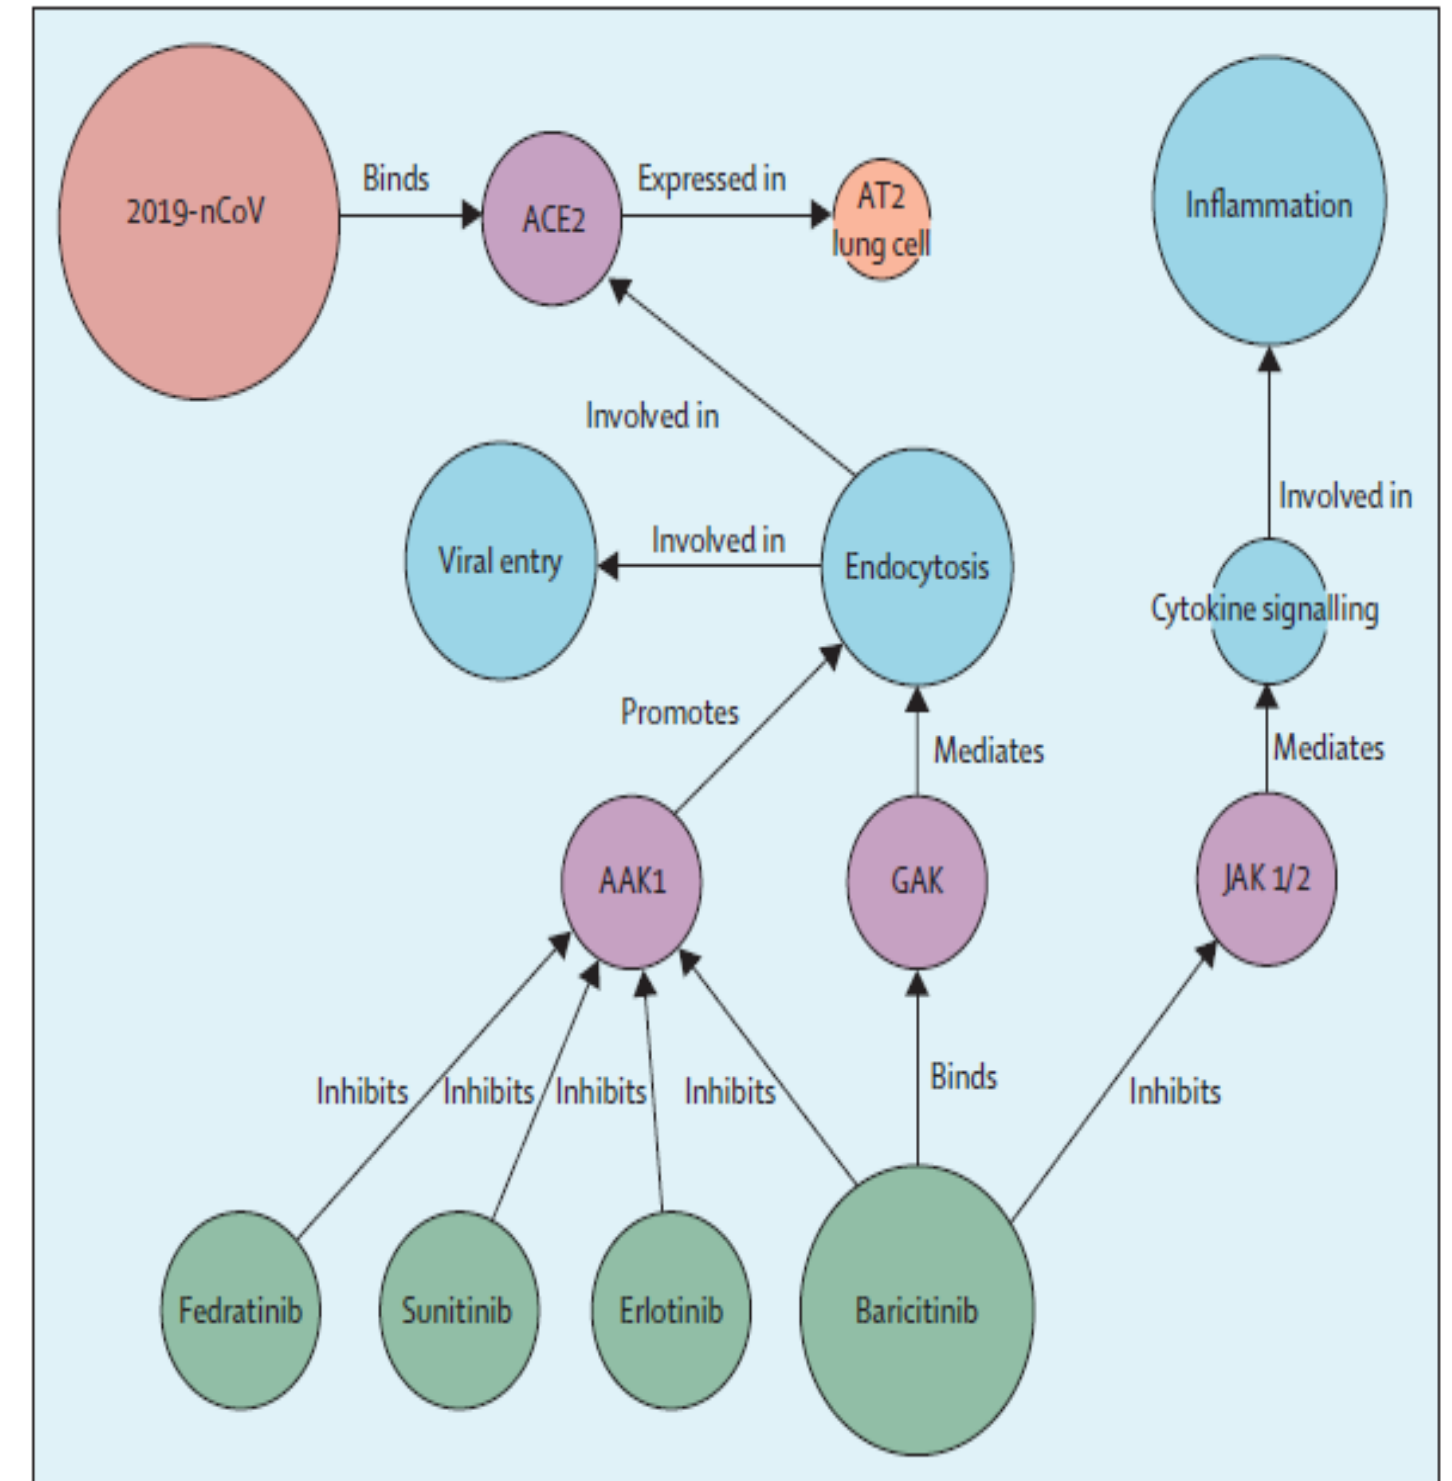 2019-nCoV
Binds
ACE2
Expressed in
AT2
lung cell
Inflammation
Involved in
Viral entry
Involved in
Endocytosis
Involved in
Cytokine signalling
Promotes
Mediates
Mediates
AAK1
GAK
JAK 1/2
Inhibits
Inhibits
Inhibits
Inhibits
Binds
Inhibits
Fedratinib
Sunitinib
Erlotinib
Baricitinib